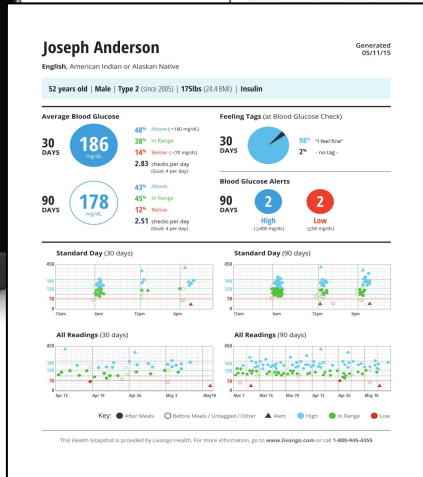 Joseph Anderson
Generated
05/11/15
English, American Indian or Alaskan Native
52 years old | Male | Type 2 (since 2005) | 175lbs (24.4 BMI) | Insulin
Average Blood Glucose
30
DAYS
186
mg/dL
48% Above (>180 mg/dL)
38% In Range
14% Below (<70 mg/dL)
2.83 checks per day
(Goal: 4 per day)
90
DAYS
178
mg/dL
43% Above
45% In Range
12% Below
2.51 checks per day
(Goal: 4 per day)
Feeling Tags (at Blood Glucose Check)
30
DAYS
98% "I feel fine"
2% - no tag -
Blood Glucose Alerts
90
DAYS
2
High
(≥400 mg/dL)
2
Low
(≤50 mg/dL)
Standard Day (30 days)
450
180
130
70
0
12am 6am 12pm 6pm
Standard Day (90 days)
450
180
130
70
0
12am 6am 12pm 6pm
All Readings (30 days)
450
180
130
70
0
Apr 12 Apr 19 Apr 26 May 3 May10
All Readings (90 days)
450
180
130
70
0
Mar 1 Mar 15 Mar 29 Apr 12 Apr 26 May 10
Key: After Meals Before Meals / Untagged / Other Alert High In Range Low
This Health Snapshot is provided by Livongo Health. For more information, go to www.livongo.com or call 1-800-945-4355